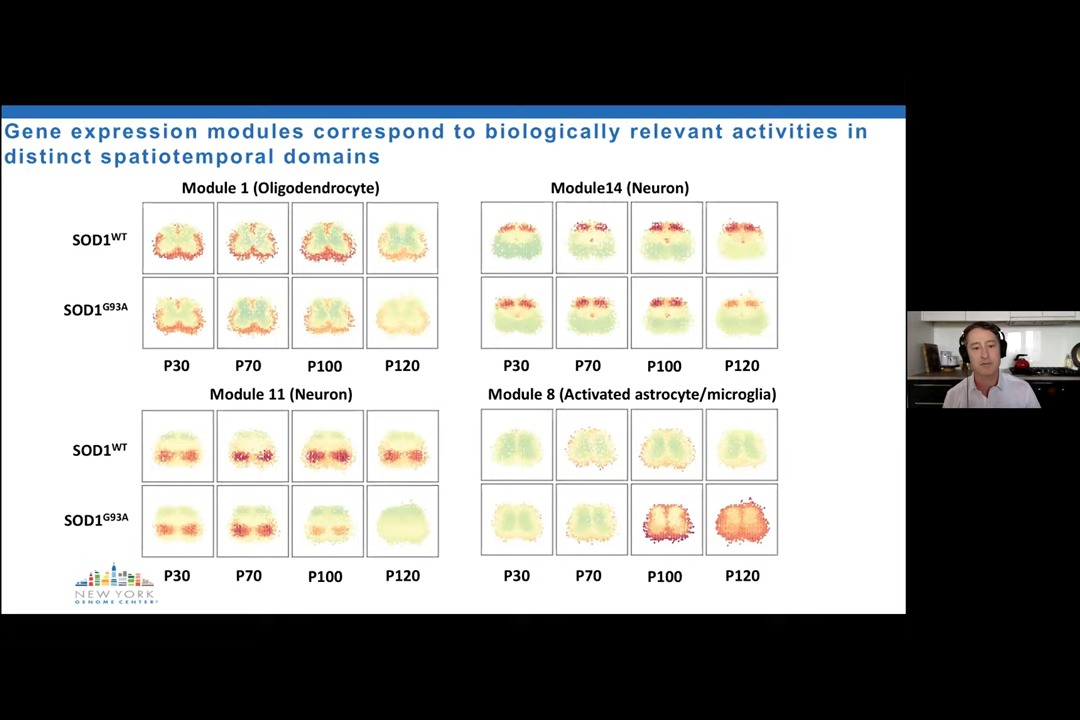 Gene expression modules correspond to biologically relevant activities in
distinct spatiotemporal domains
Module 1 (Oligodendrocyte)
SOD1WT
SOD1G93A
P30 P70 P100 P120
Module14 (Neuron)
P30 P70 P100 P120
Module 11 (Neuron)
SOD1WT
SOD1G93A
P30 P70 P100 P120
Module 8 (Activated astrocyte/microglia)
P30 P70 P100 P120
NEW YORK
GENOME CENTER